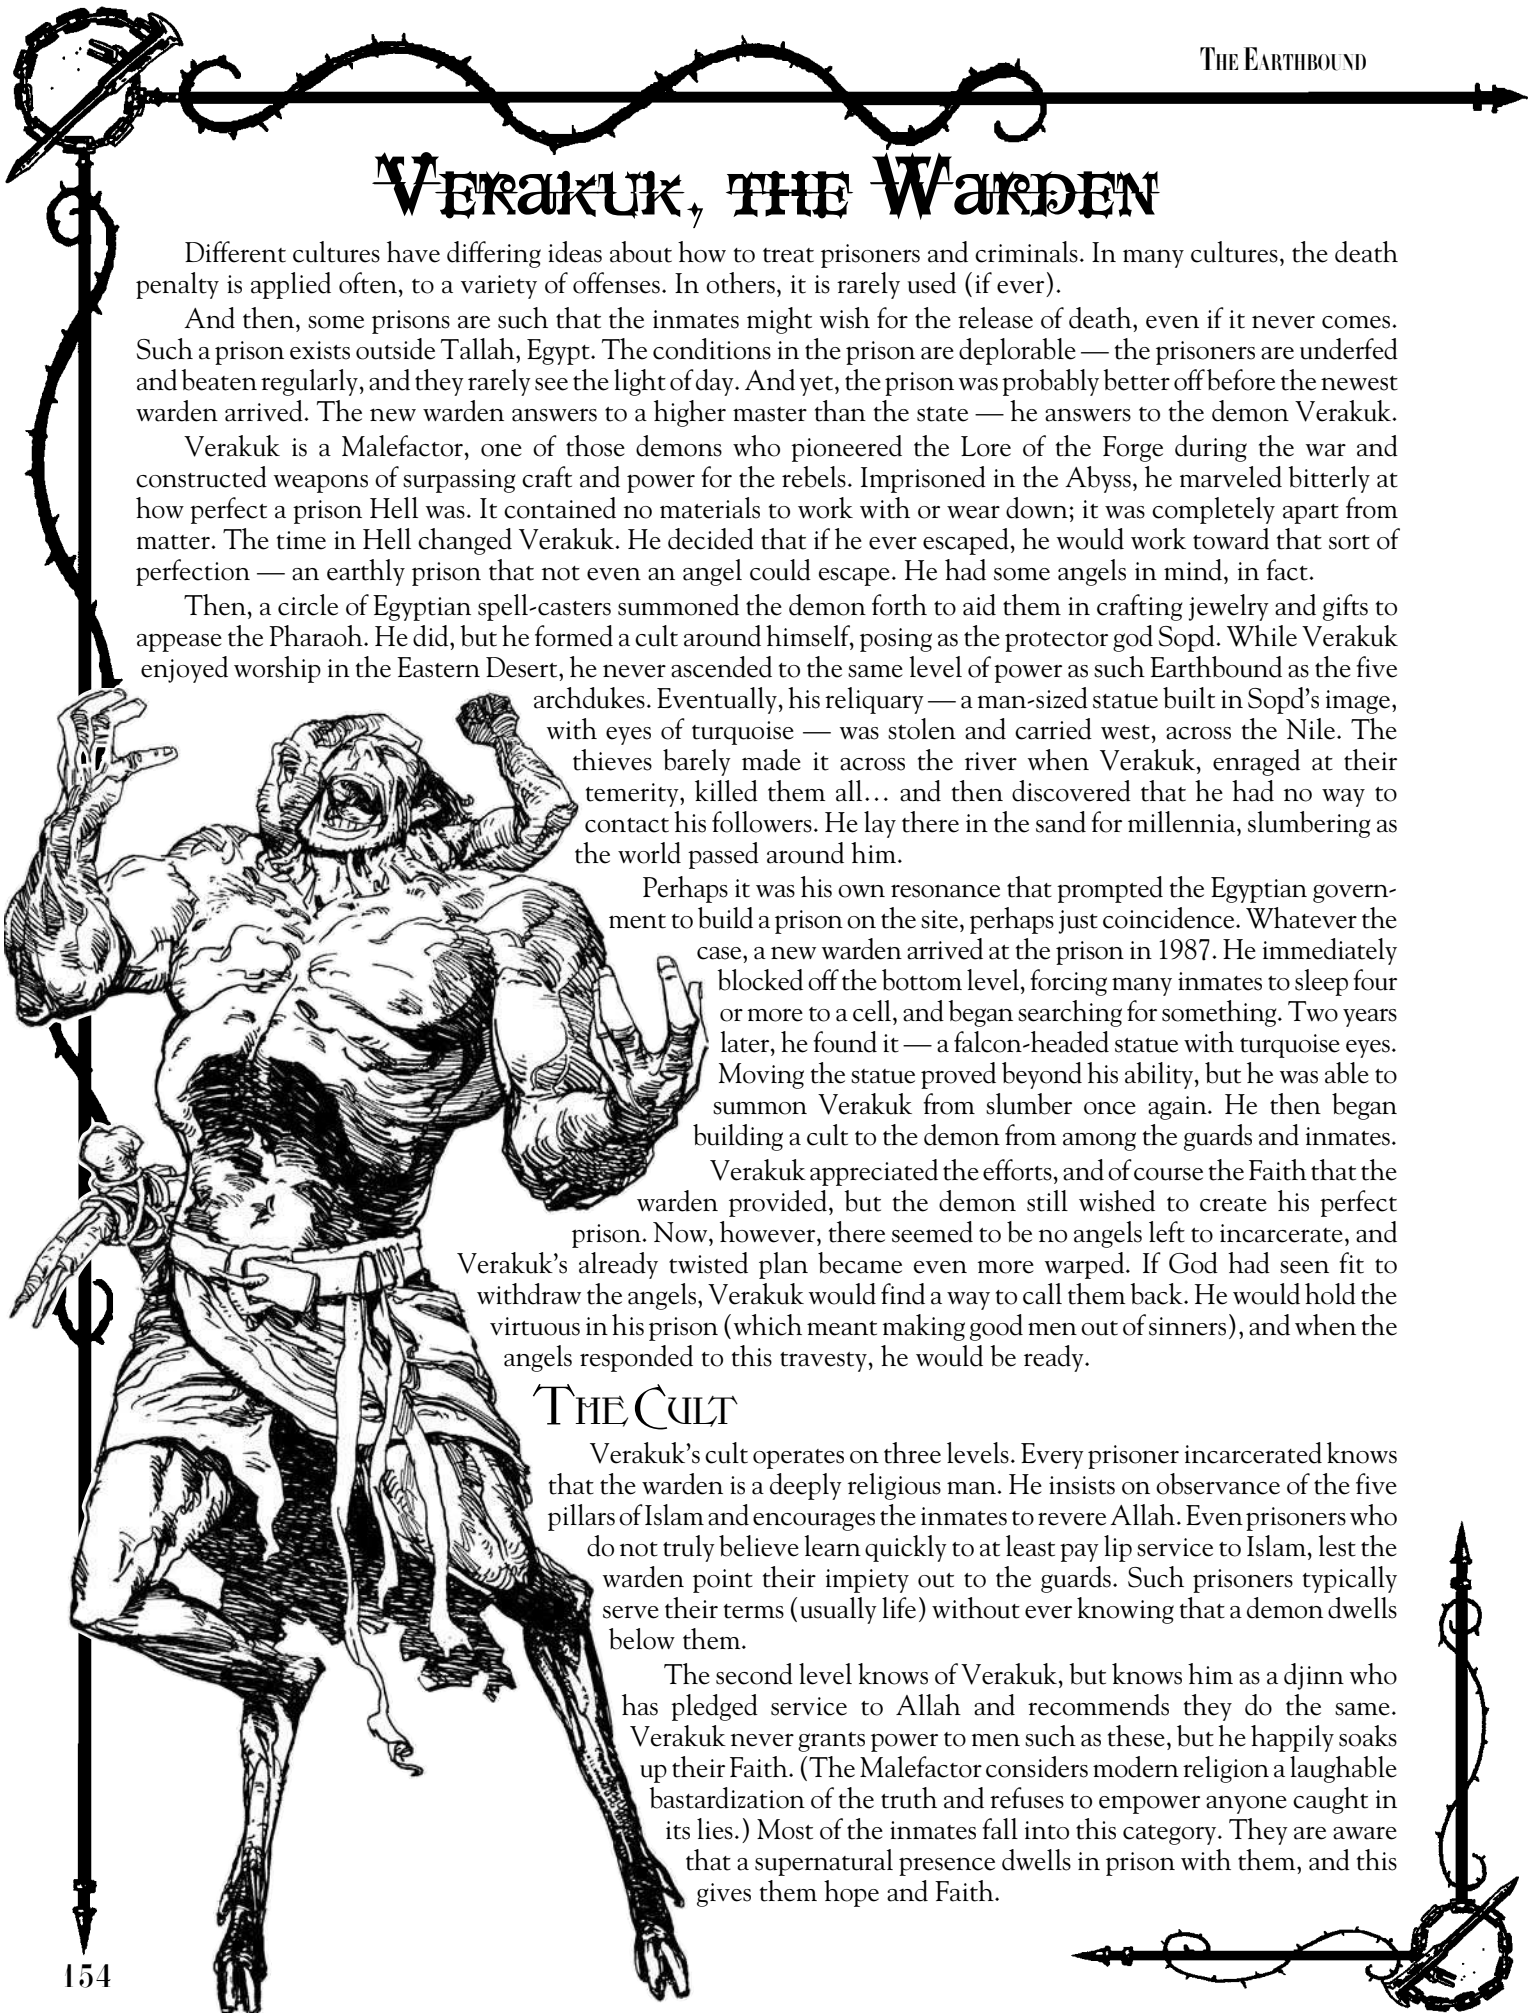 The Earthbound
Verakuk, the Warden
Different cultures have differing ideas about how to treat prisoners and criminals. In many cultures, the death
penalty is applied often, to a variety of offenses. In others, it is rarely used (if ever).
And then, some prisons are such that the inmates might wish for the release of death, even if it never comes.
Such a prison exists outside Tallah, Egypt. The conditions in the prison are deplorable — the prisoners are underfed
and beaten regularly, and they rarely see the light of day. And yet, the prison was probably better off before the newest
warden arrived. The new warden answers to a higher master than the state — he answers to the demon Verakuk.
Verakuk is a Malefactor, one of those demons who pioneered the Lore of the Forge during the war and
constructed weapons of surpassing craft and power for the rebels. Imprisoned in the Abyss, he marveled bitterly at
how perfect a prison Hell was. It contained no materials to work with or wear down; it was completely apart from
matter. The time in Hell changed Verakuk. He decided that if he ever escaped, he would work toward that sort of
perfection — an earthly prison that not even an angel could escape. He had some angels in mind, in fact.
Then, a circle of Egyptian spell-casters summoned the demon forth to aid them in crafting jewelry and gifts to
appease the Pharaoh. He did, but he formed a cult around himself, posing as the protector god Sopd. While Verakuk
enjoyed worship in the Eastern Desert, he never ascended to the same level of power as such Earthbound as the five
archdukes. Eventually, his reliquary — a man-sized statue built in Sopd's image,
with eyes of turquoise — was stolen and carried west, across the Nile. The
thieves barely made it across the river when Verakuk, enraged at their
temerity, killed them all… and then discovered that he had no way to
contact his followers. He lay there in the sand for millennia, slumbering as
the world passed around him.
Perhaps it was his own resonance that prompted the Egyptian govern-
ment to build a prison on the site, perhaps just coincidence. Whatever the
case, a new warden arrived at the prison in 1987. He immediately
blocked off the bottom level, forcing many inmates to sleep four
or more to a cell, and began searching for something. Two years
later, he found it — a falcon-headed statue with turquoise eyes.
Moving the statue proved beyond his ability, but he was able to
summon Verakuk from slumber once again. He then began
building a cult to the demon from among the guards and inmates.
Verakuk appreciated the efforts, and of course the Faith that the
warden provided, but the demon still wished to create his perfect
prison. Now, however, there seemed to be no angels left to incarcerate, and
Verakuk's already twisted plan became even more warped. If God had seen fit to
withdraw the angels, Verakuk would find a way to call them back. He would hold the
virtuous in his prison (which meant making good men out of sinners), and when the
angels responded to this travesty, he would be ready.
The Cult
Verakuk's cult operates on three levels. Every prisoner incarcerated knows
that the warden is a deeply religious man. He insists on observance of the five
pillars of Islam and encourages the inmates to revere Allah. Even prisoners who
do not truly believe learn quickly to at least pay lip service to Islam, lest the
warden point their impiety out to the guards. Such prisoners typically
serve their terms (usually life) without ever knowing that a demon dwells
below them.
The second level knows of Verakuk, but knows him as a djinn who
has pledged service to Allah and recommends they do the same.
Verakuk never grants power to men such as these, but he happily soaks
up their Faith. (The Malefactor considers modern religion a laughable
bastardization of the truth and refuses to empower anyone caught in
its lies.) Most of the inmates fall into this category. They are aware
that a supernatural presence dwells in prison with them, and this
gives them hope and Faith.
154